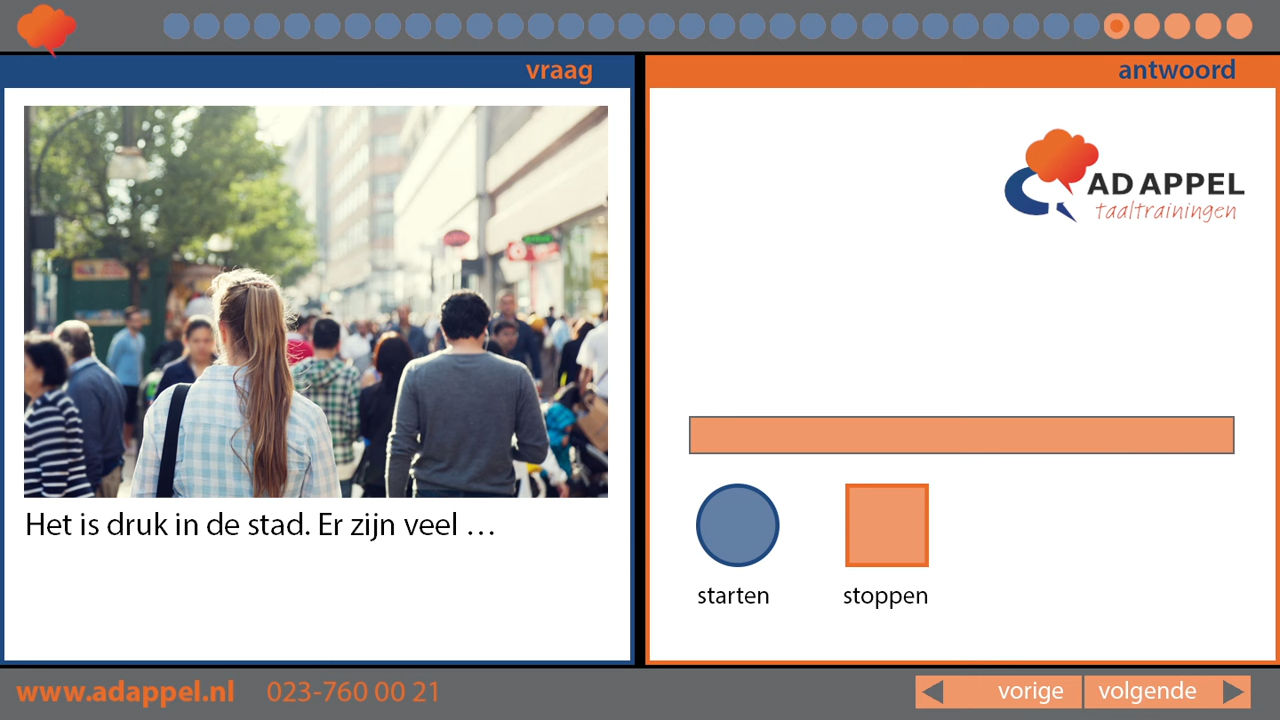 vraag
antwoord
AD APPEL
taaltrainingen
Het is druk in de stad. Er zijn veel …
starten
stoppen
www.adappel.nl 023-760 00 21
vorige
volgende